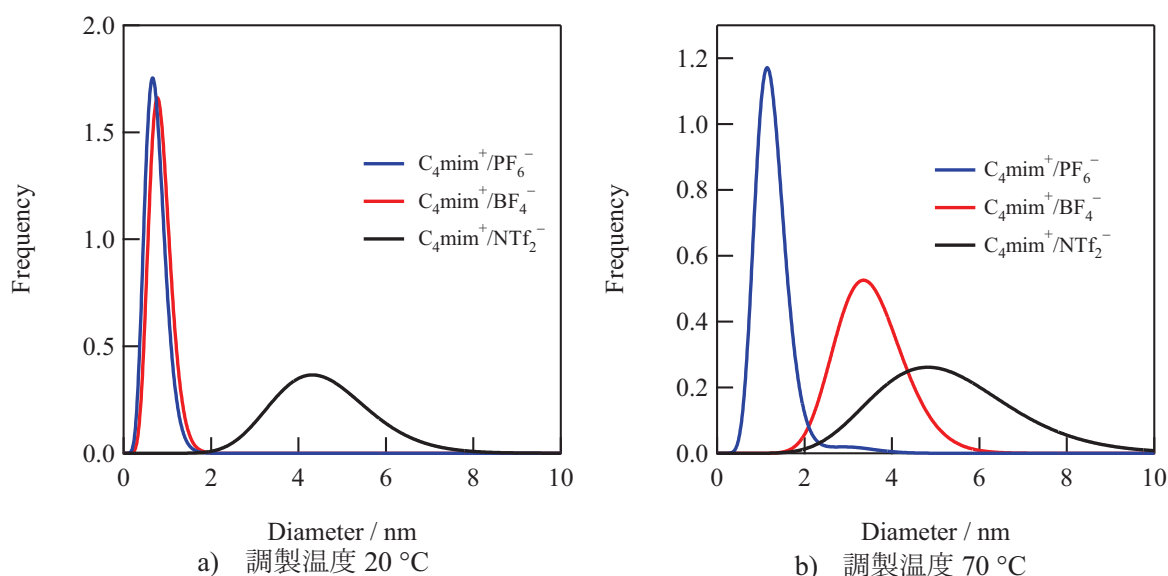 2.0
1.5
1.0
0.5
0.0
Frequency
C₄mim⁺/PF₆⁻
C₄mim⁺/BF₄⁻
C₄mim⁺/NTf₂⁻
0 2 4 6 8 10
Diameter / nm
a) 調製温度 20 °C
1.2
1.0
0.8
0.6
0.4
0.2
0.0
Frequency
C₄mim⁺/PF₆⁻
C₄mim⁺/BF₄⁻
C₄mim⁺/NTf₂⁻
0 2 4 6 8 10
Diameter / nm
b) 調製温度 70 °C